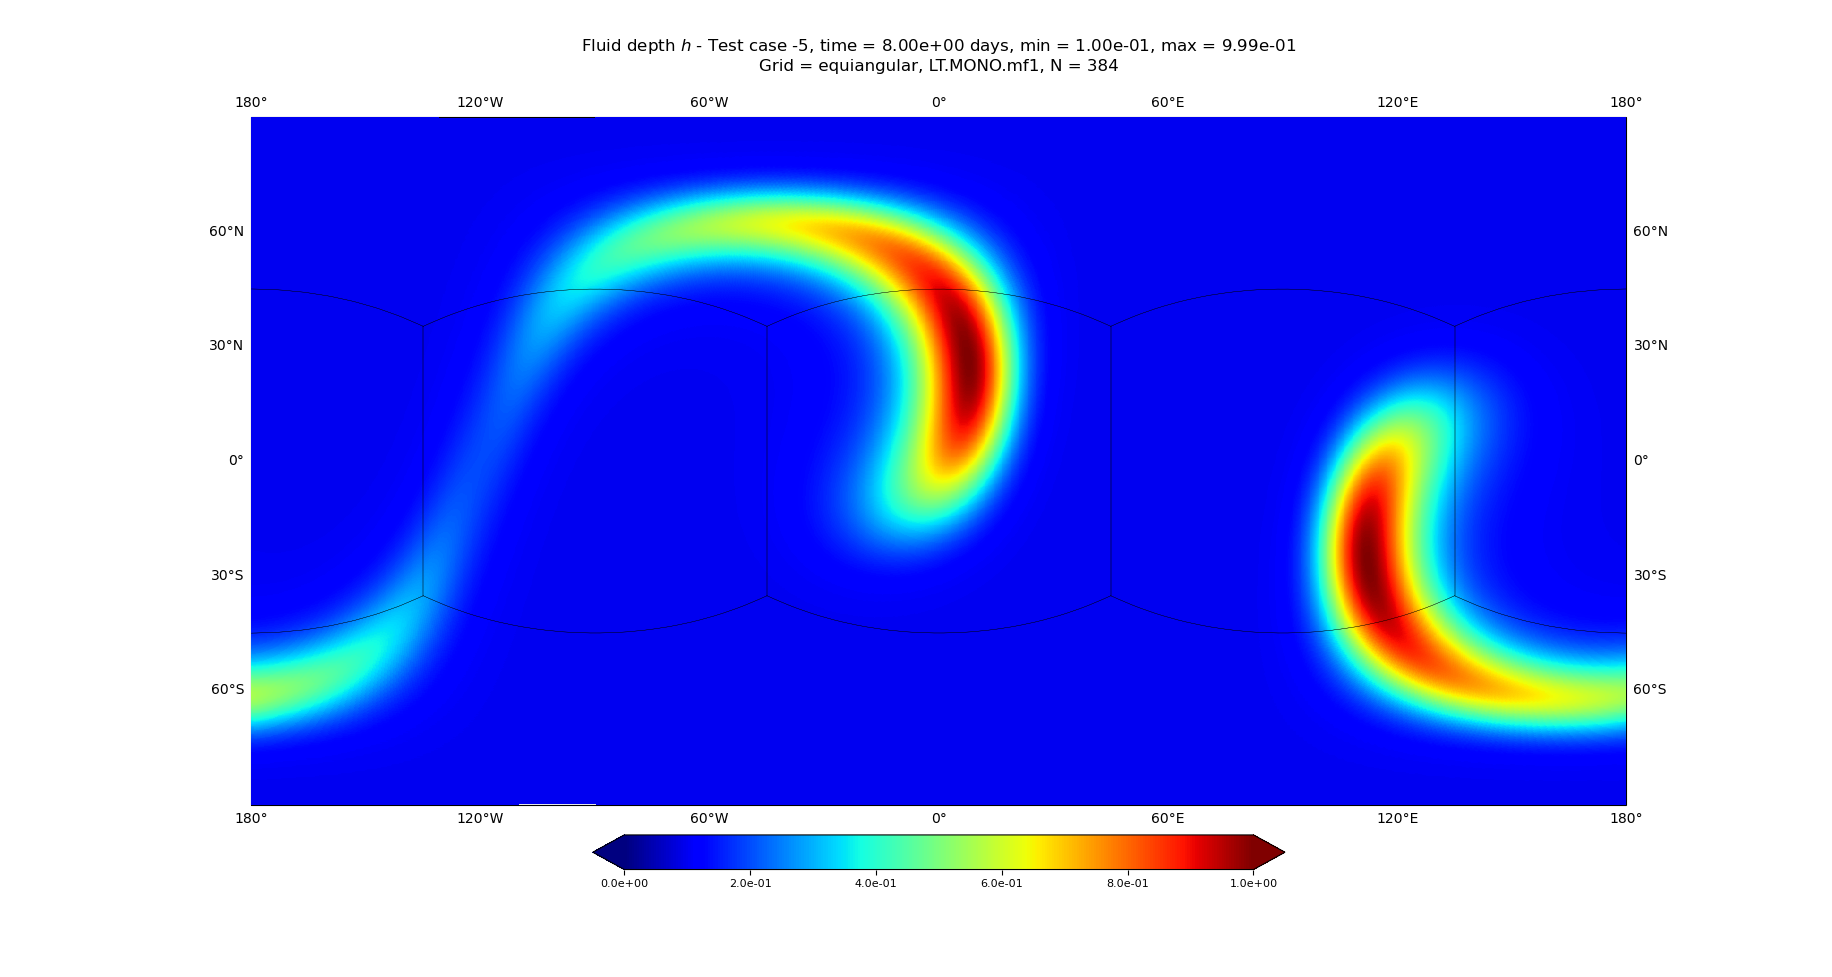 Fluid depth h - Test case -5, time = 8.00e+00 days, min = 1.00e-01, max = 9.99e-01
Grid = equiangular, LT.MONO.mf1, N = 384
180° 120°W 60°W 0° 60°E 120°E 180°
60°N 60°N
30°N 30°N
0° 0°
30°S 30°S
60°S 60°S
180° 120°W 60°W 0° 60°E 120°E 180°
0.0e+00 2.0e-01 4.0e-01 6.0e-01 8.0e-01 1.0e+00